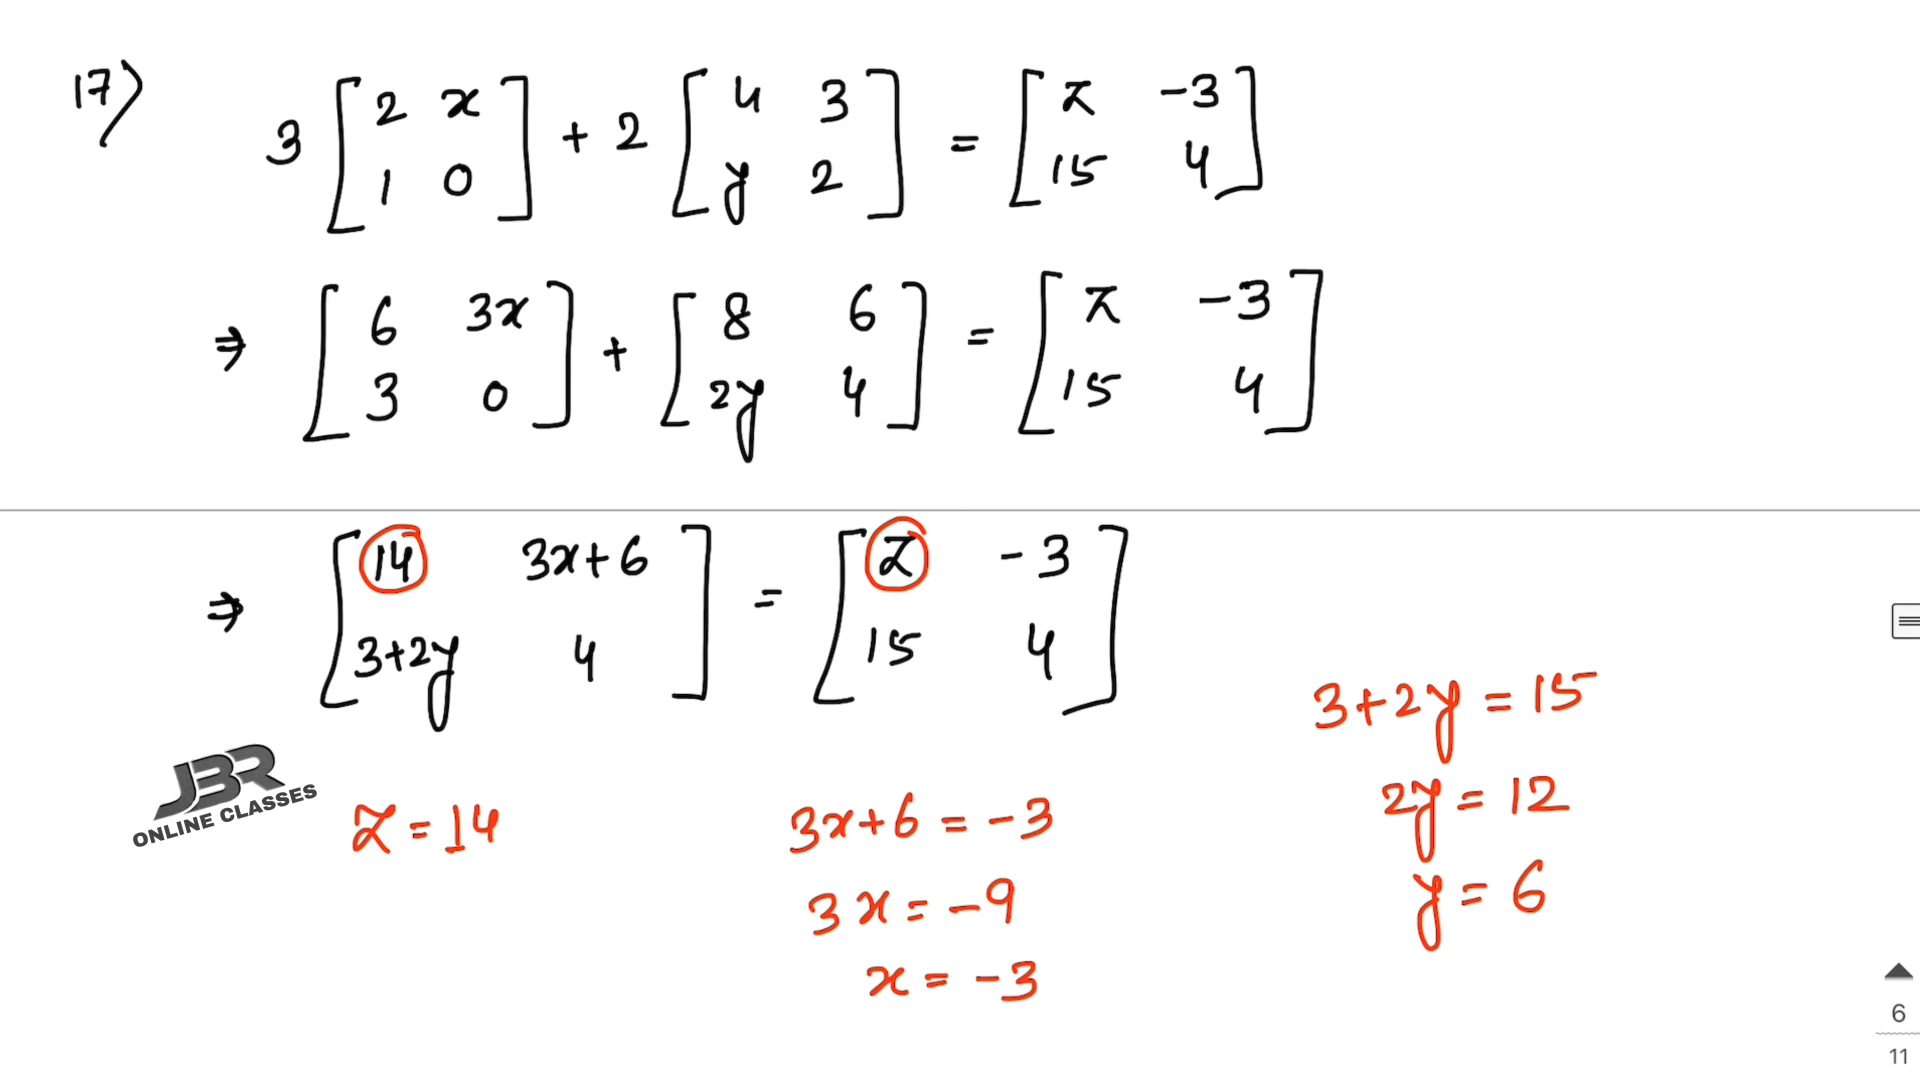 17)
3 [2 x] + 2 [4 3] = [z -3]
[1 0] [y 2] [15 4]
⇒ [6 3x] + [8 6] = [z -3]
[3 0] [2y 4] [15 4]
⇒ [14 3x+6] = [z -3]
[3+2y 4] [15 4]
JBR
ONLINE CLASSES
z = 14
3x+6 = -3
3x = -9
x = -3
3+2y = 15
2y = 12
y = 6
6
11